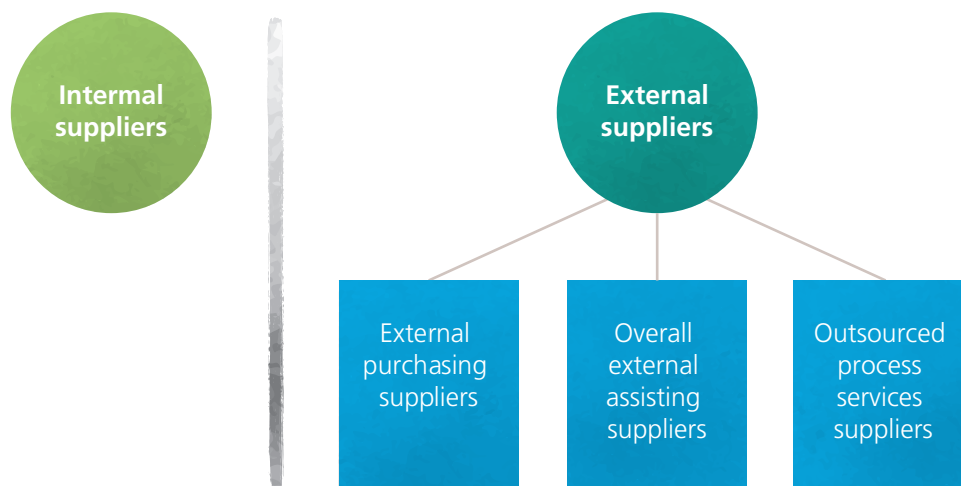 Intermal
suppliers
External
suppliers
External
purchasing
suppliers
Overall
external
assisting
suppliers
Outsourced
process
services
suppliers